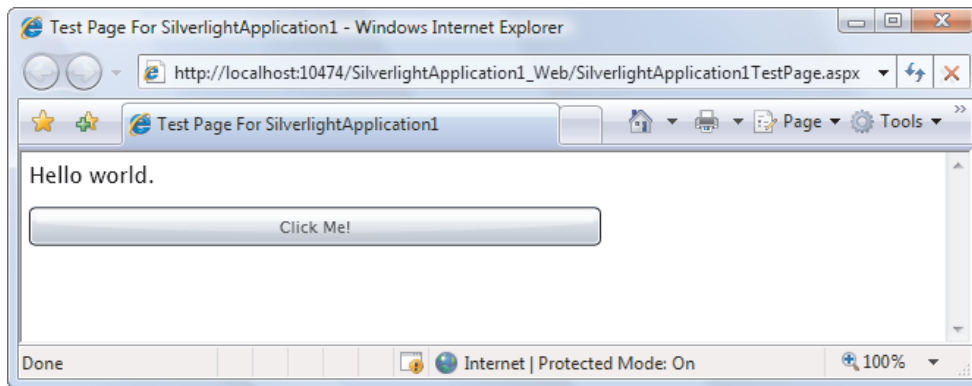 Test Page For SilverlightApplication1 - Windows Internet Explorer
http://localhost:10474/SilverlightApplication1_Web/SilverlightApplication1TestPage.aspx
Test Page For SilverlightApplication1
Page
Tools
Hello world.
Click Me!
Done
Internet | Protected Mode: On
100%